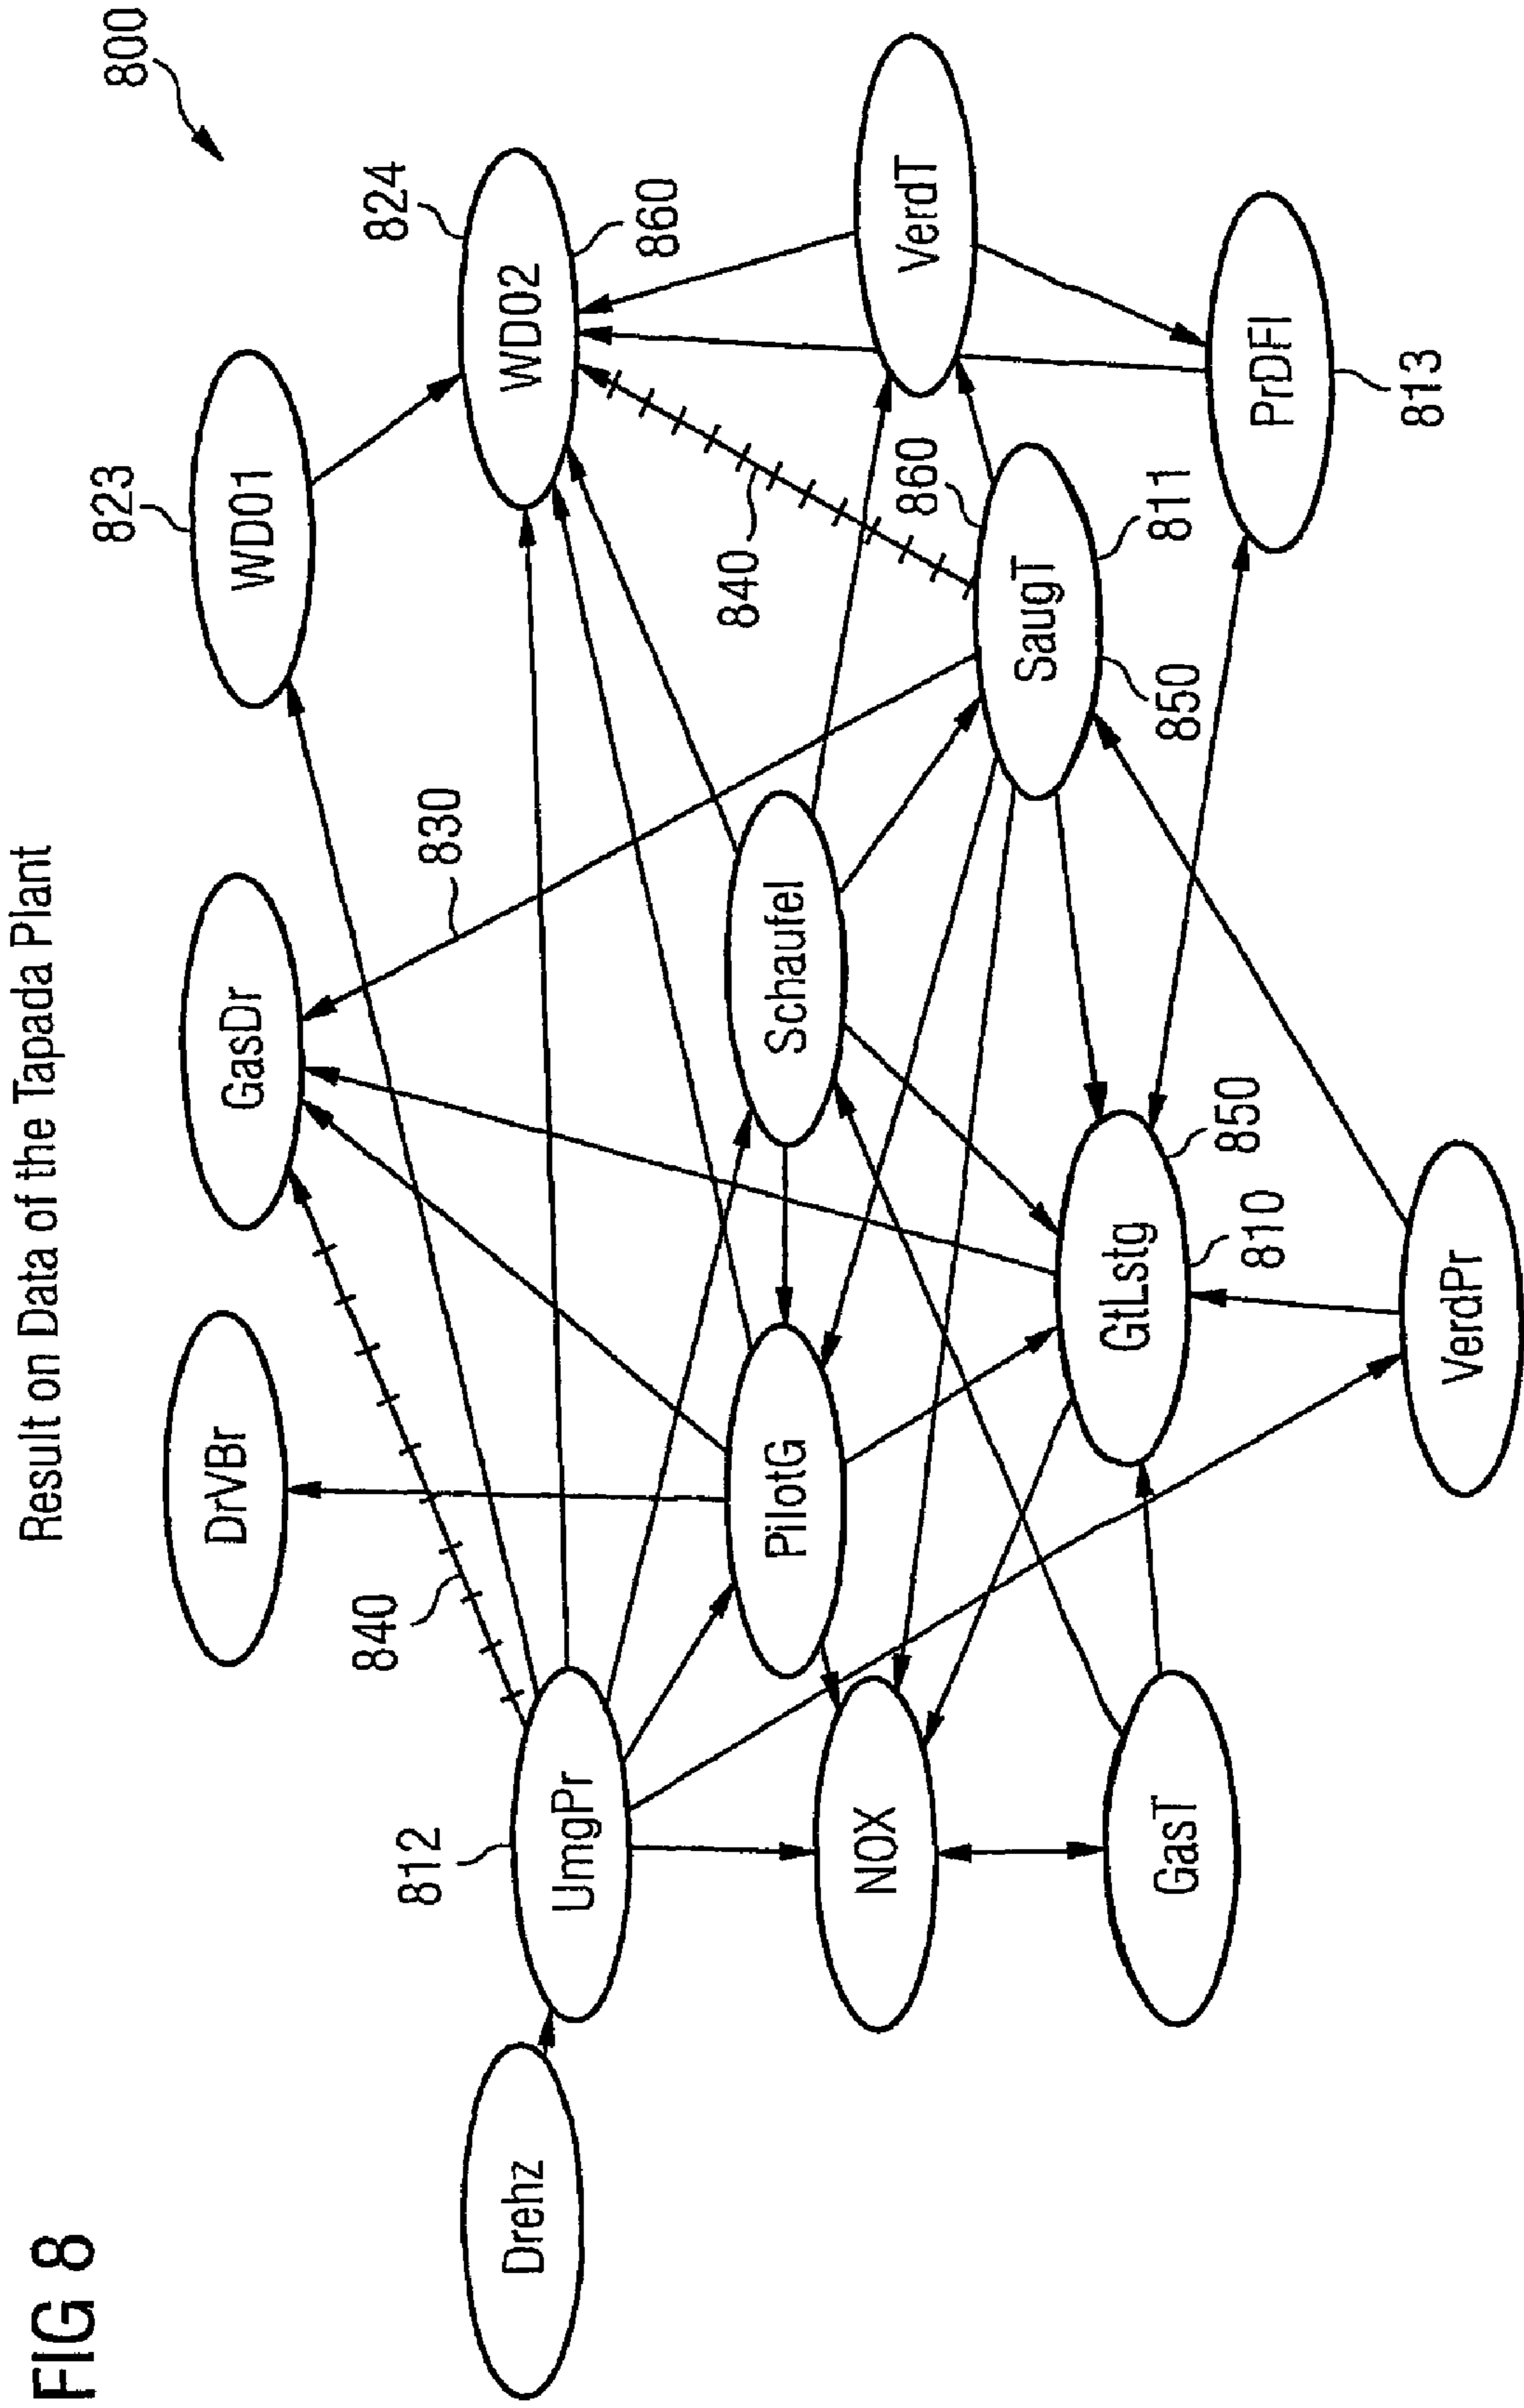 FIG 8
Result on Data of the Tapada Plant
800
823
WD01
GasDr
DrVBr
824
WD02
860
830
840
812
UmgPr
Drehz
840
VerdT
860
Schaufel
PilotG
NOX
SaugT
811
850
GtLstg
850
810
GasT
PrDFl
813
VerdPr